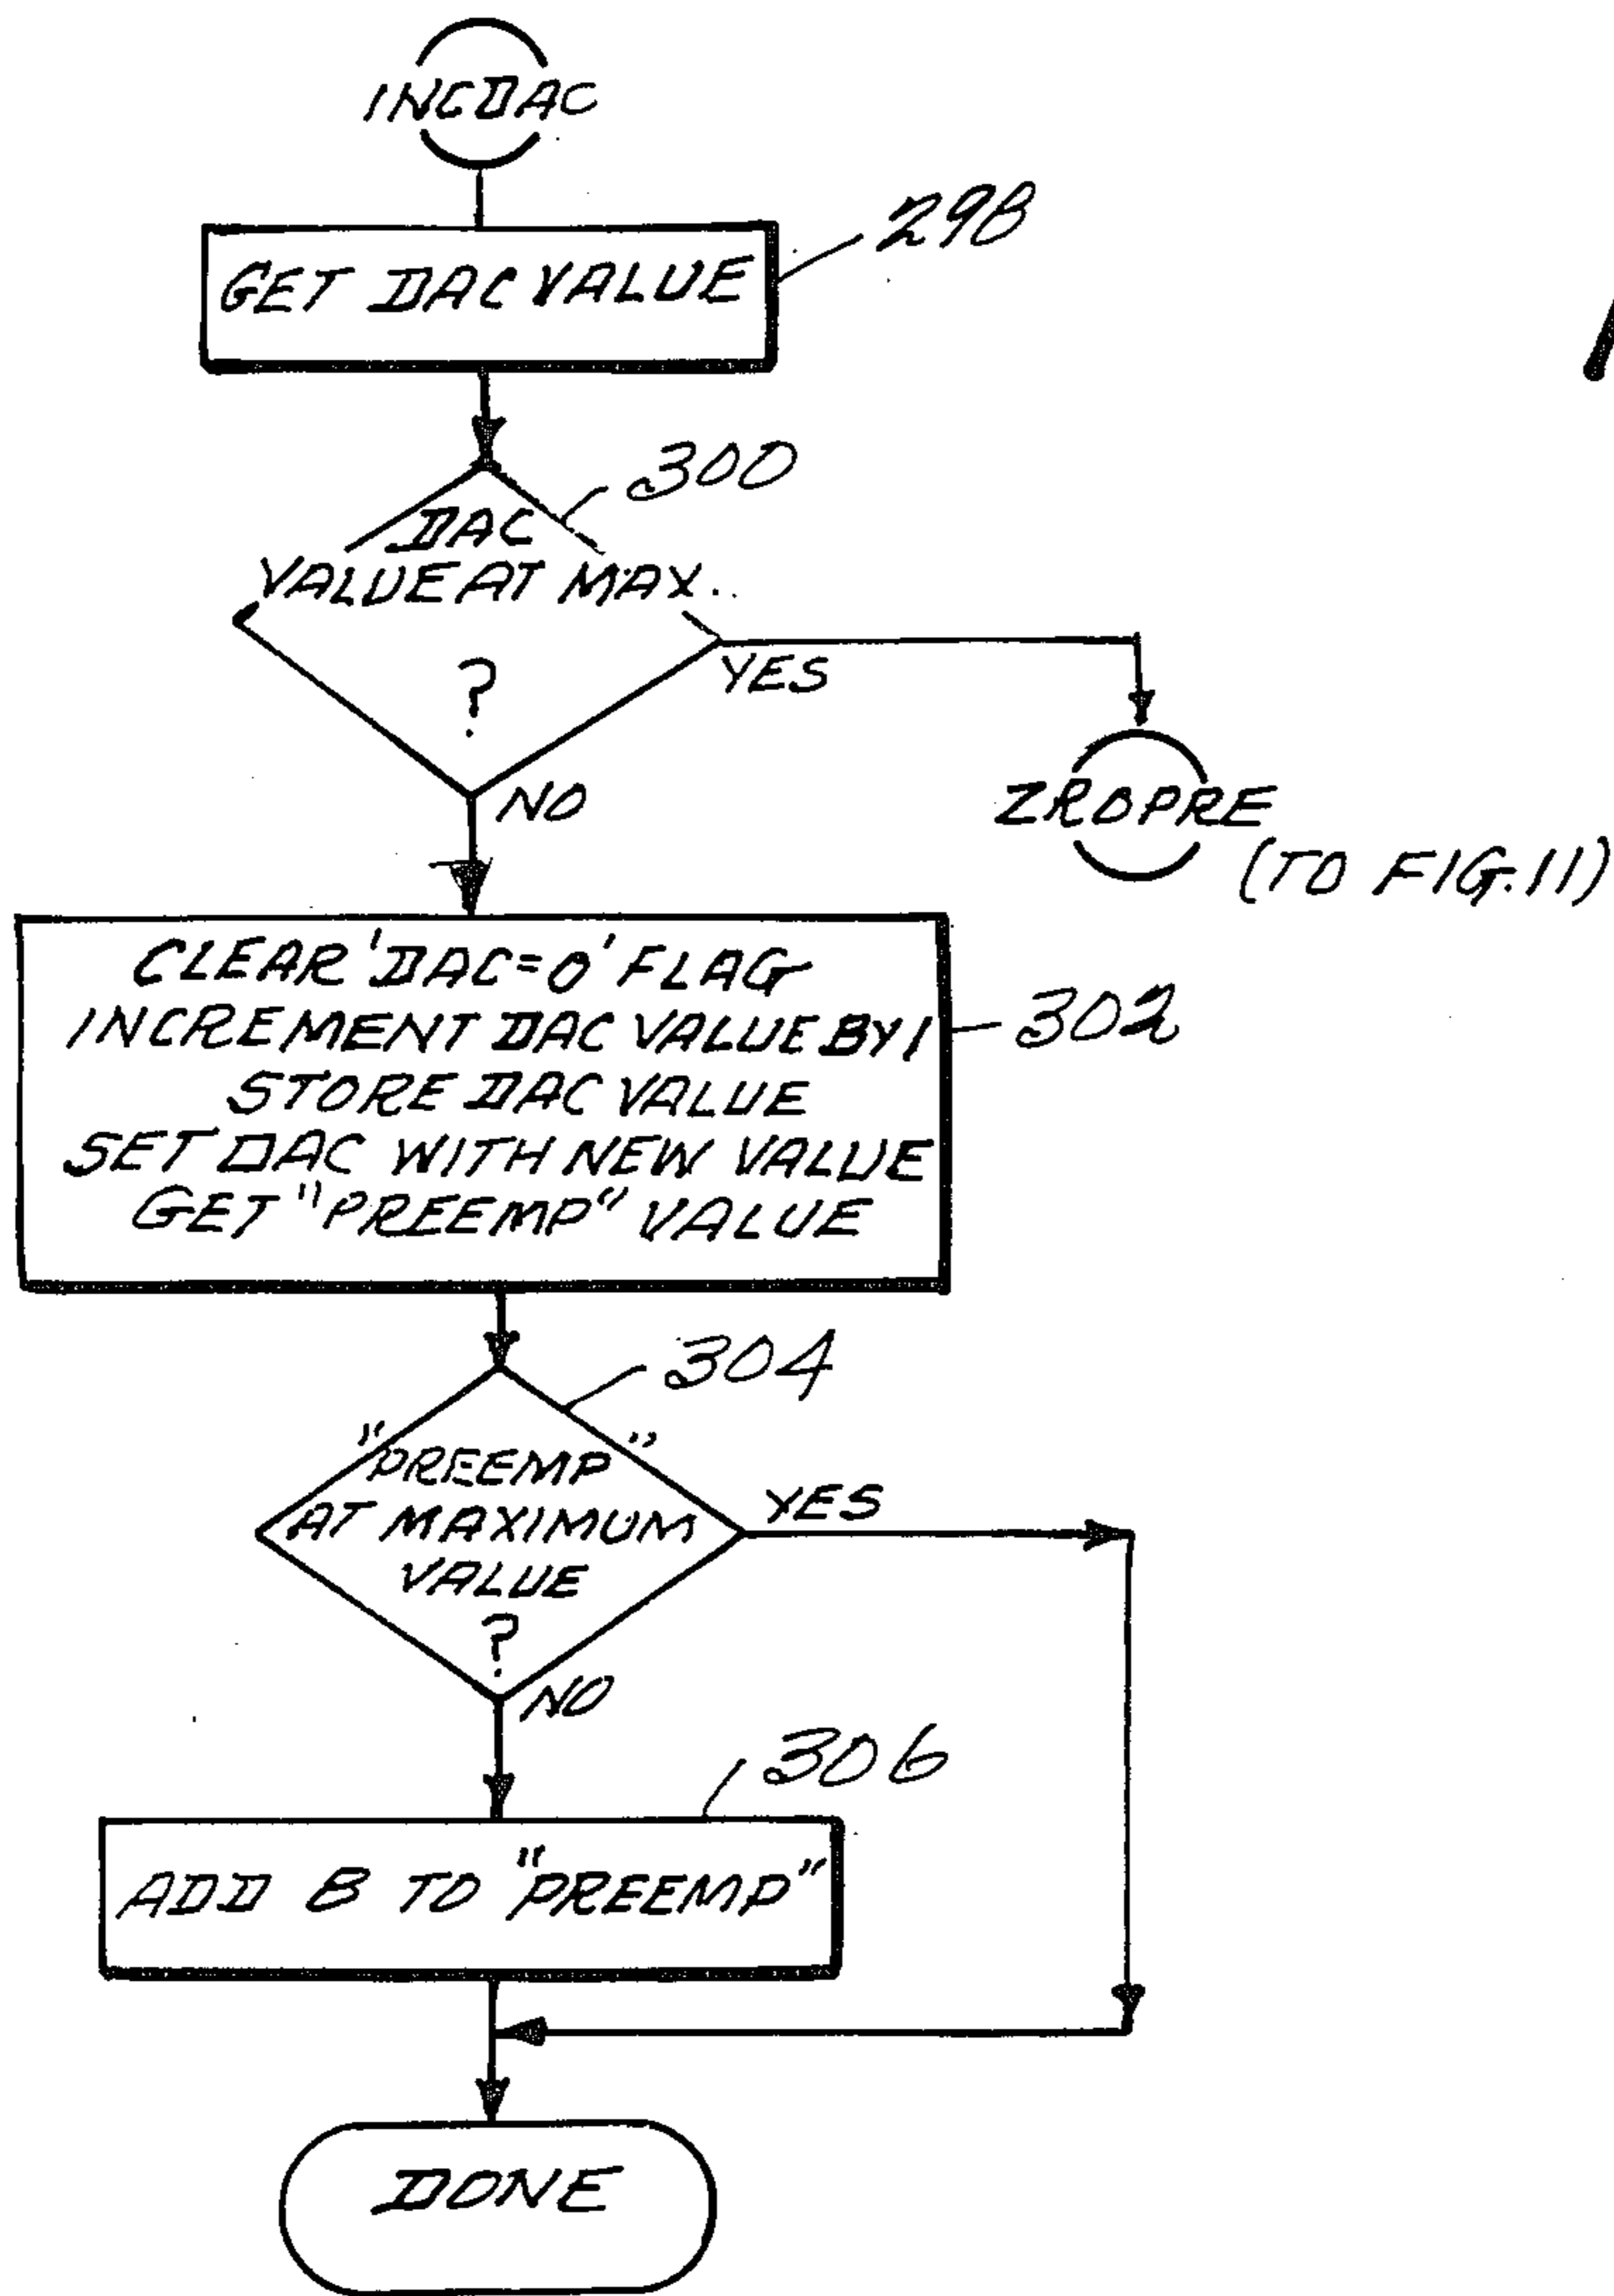 INCDAC
GET DAC VALUE
298
300
DAC
VALUE AT MAX.
?
YES
NO
ZROPRE
(TO FIG. 11)
CLEAR 'DAC=0' FLAG
INCREMENT DAC VALUE BY 1
STORE DAC VALUE
SET DAC WITH NEW VALUE
GET "PREEMP" VALUE
302
304
"PREEMP"
AT MAXIMUM
VALUE
?
YES
NO
306
ADD 8 TO "PREEMP"
DONE